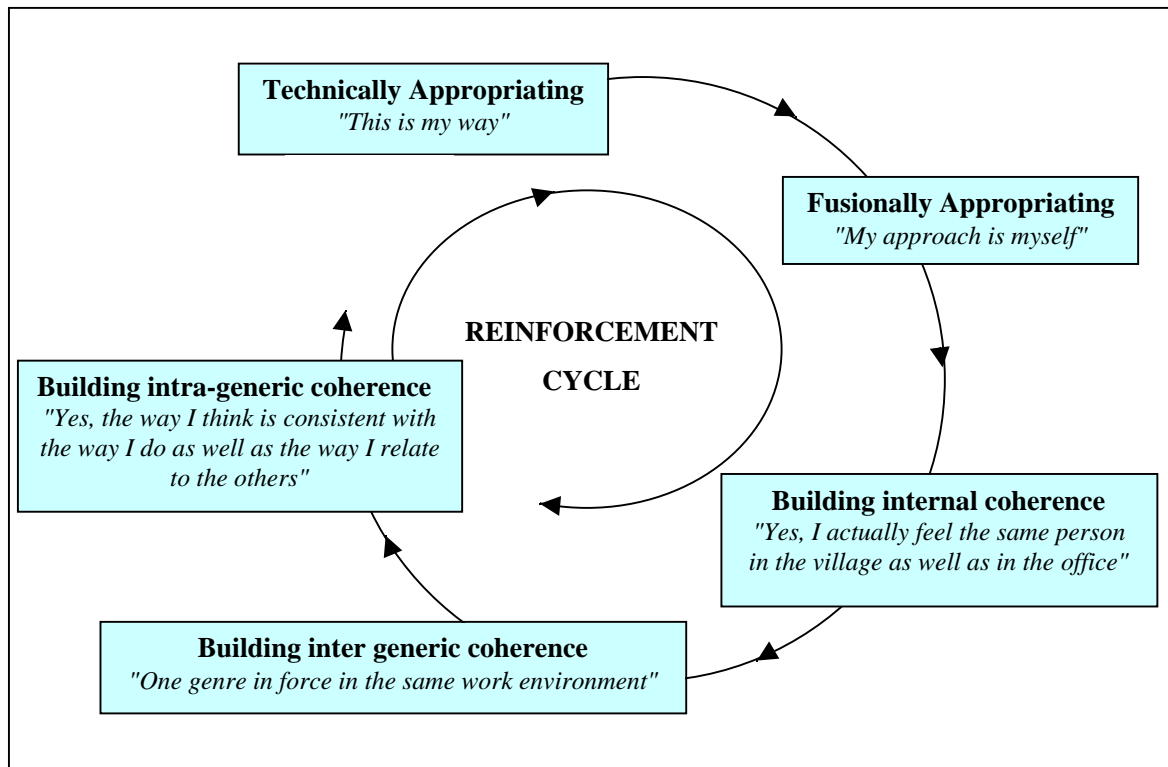 Technically Appropriating
"This is my way"
Fusionally Appropriating
"My approach is myself"
REINFORCEMENT
CYCLE
Building intra-generic coherence
"Yes, the way I think is consistent with
the way I do as well as the way I relate
to the others"
Building internal coherence
"Yes, I actually feel the same person
in the village as well as in the office"
Building inter generic coherence
"One genre in force in the same work environment"